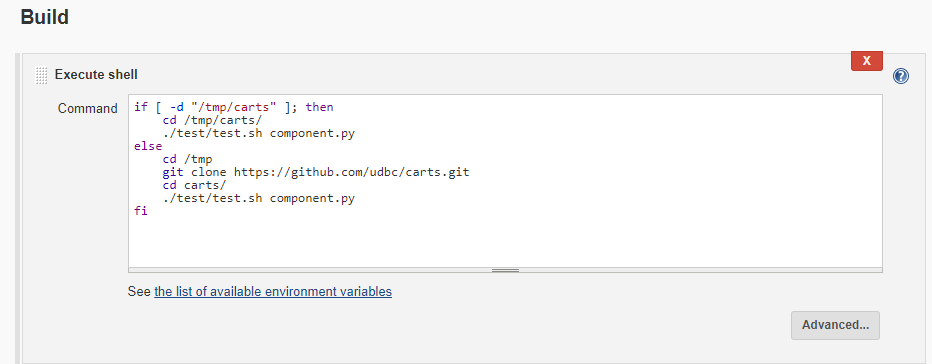 Build
X
Execute shell
?
Command
if [ -d "/tmp/carts" ]; then
    cd /tmp/carts/
    ./test/test.sh component.py
else
    cd /tmp
    git clone https://github.com/udbc/carts.git
    cd carts/
    ./test/test.sh component.py
fi
See the list of available environment variables
Advanced...